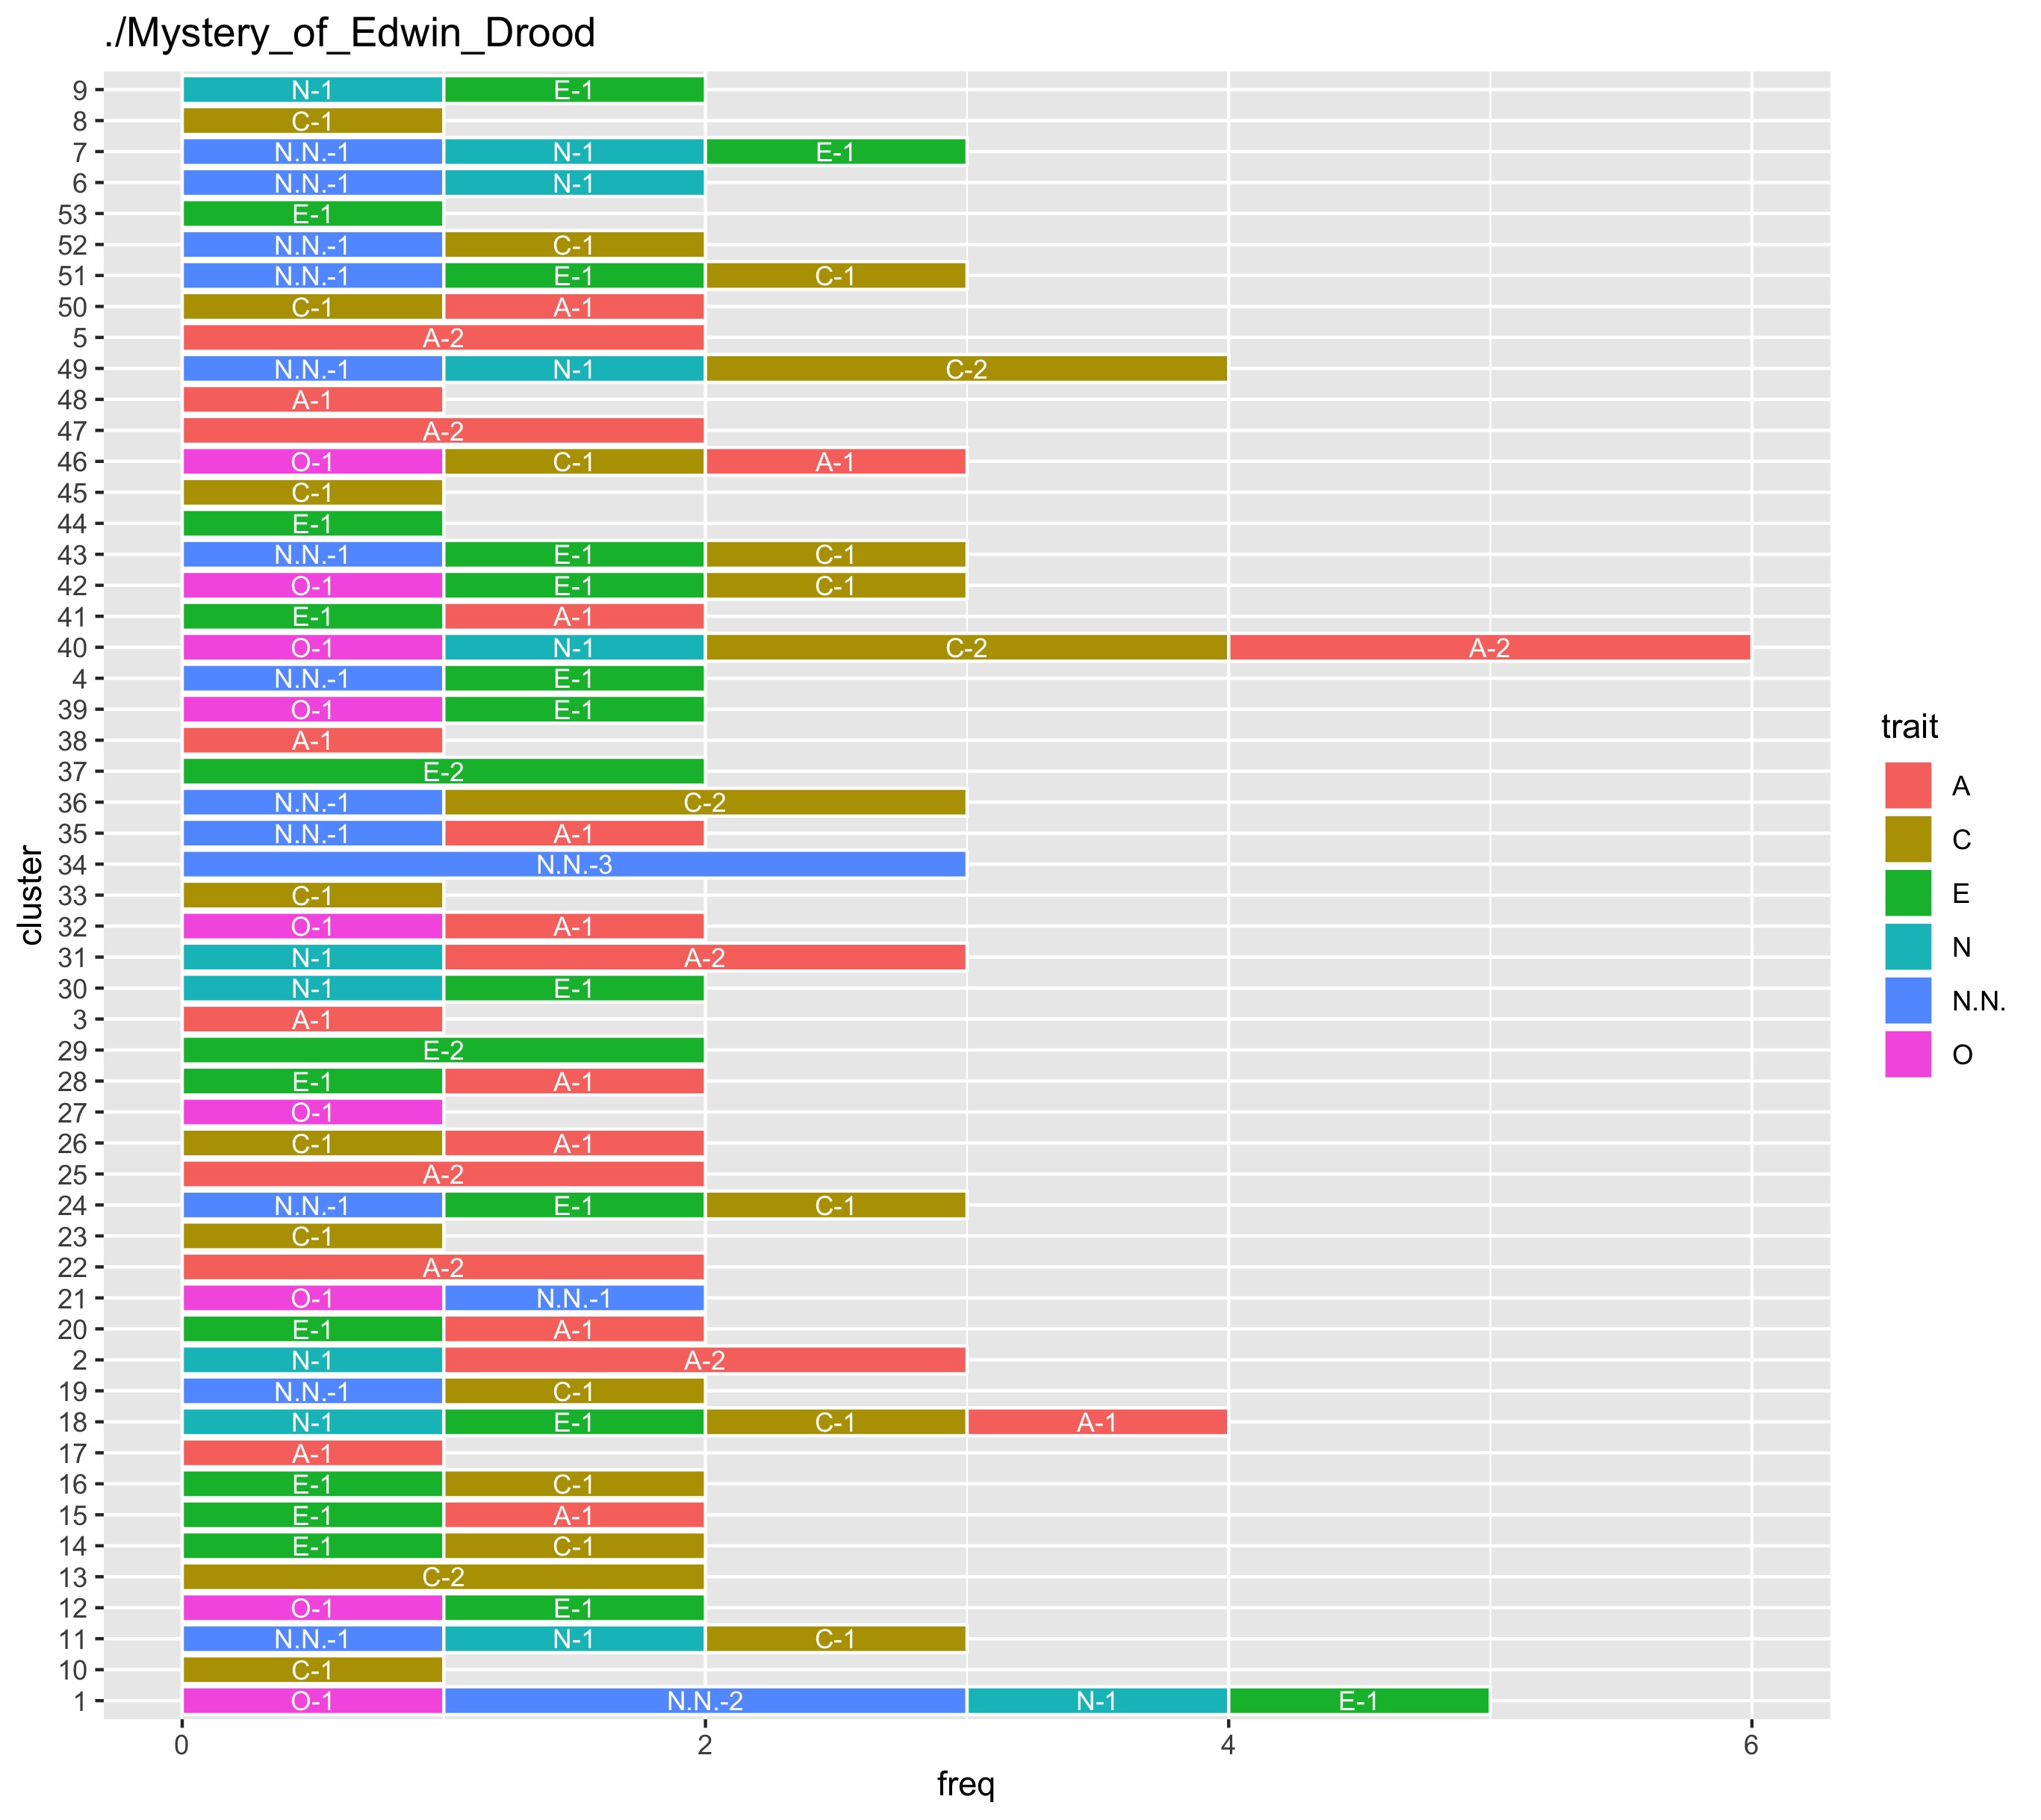 ./Mystery_of_Edwin_Drood
9 N-1 E-1
8 C-1
7 N.N.-1 N-1 E-1
6 N.N.-1 N-1
53 E-1
52 N.N.-1 C-1
51 N.N.-1 E-1 C-1
50 C-1 A-1
5 A-2
49 N.N.-1 N-1 C-2
48 A-1
47 A-2
46 O-1 C-1 A-1
45 C-1
44 E-1
43 N.N.-1 E-1 C-1
42 O-1 E-1 C-1
41 E-1 A-1
40 O-1 N-1 C-2 A-2
4 N.N.-1 E-1
39 O-1 E-1
38 A-1
37 E-2
36 N.N.-1 C-2
35 N.N.-1 A-1
34 N.N.-3
33 C-1
32 O-1 A-1
31 N-1 A-2
30 N-1 E-1
3 A-1
29 E-2
28 E-1 A-1
27 O-1
26 C-1 A-1
25 A-2
24 N.N.-1 E-1 C-1
23 C-1
22 A-2
21 O-1 N.N.-1
20 E-1 A-1
2 N-1 A-2
19 N.N.-1 C-1
18 N-1 E-1 C-1 A-1
17 A-1
16 E-1 C-1
15 E-1 A-1
14 E-1 C-1
13 C-2
12 O-1 E-1
11 N.N.-1 N-1 C-1
10 C-1
1 O-1 N.N.-2 N-1 E-1
0 2 4 6
freq
cluster
trait
A
C
E
N
N.N.
O